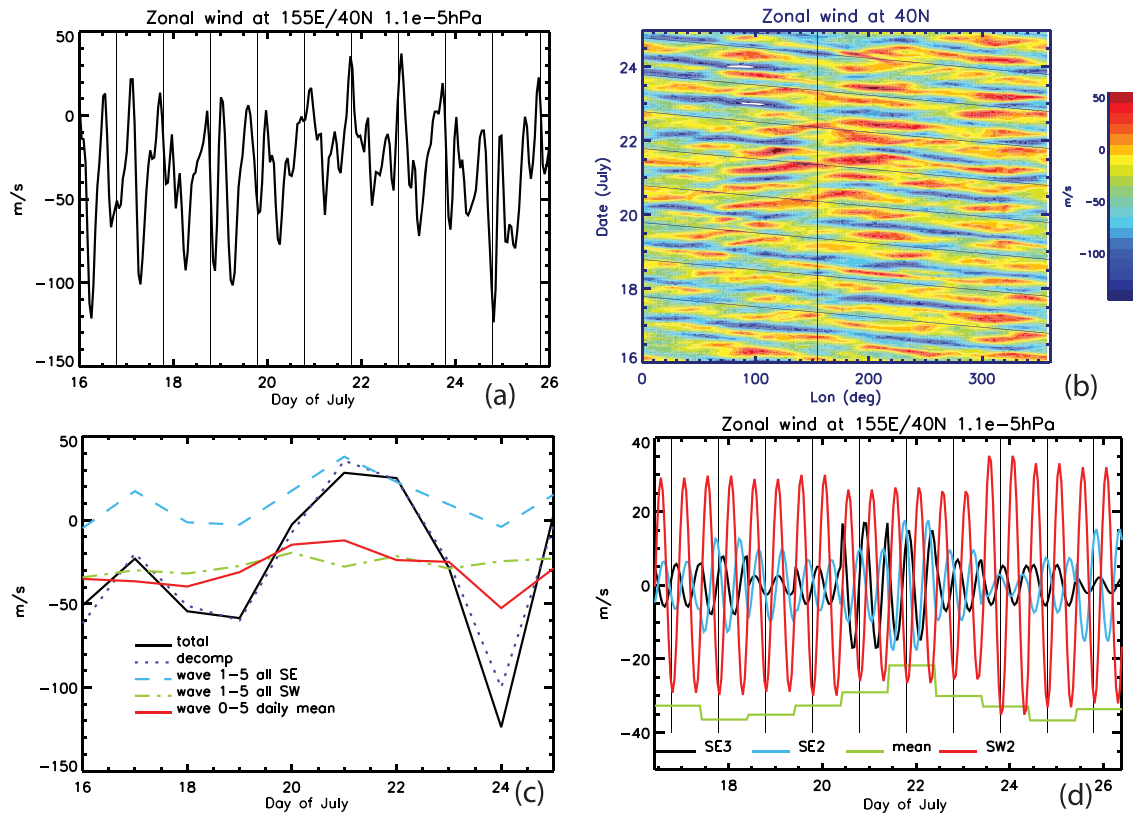 Zonal wind at 155E/40N 1.1e−5hPa
50
0
−50
−100
−150
m/s
16
18
20
22
24
26
Day of July
(a)
Zonal wind at 40N
24
22
20
18
16
Date (July)
0
100
200
300
Lon (deg)
(b)
50
0
−50
−100
m/s
50
0
−50
−100
−150
m/s
total
decomp
wave 1−5 all SE
wave 1−5 all SW
wave 0−5 daily mean
16
18
20
22
24
Day of July
(c)
Zonal wind at 155E/40N 1.1e−5hPa
40
20
0
−20
−40
m/s
SE3
SE2
mean
SW2
18
20
22
24
26
Day of July
(d)